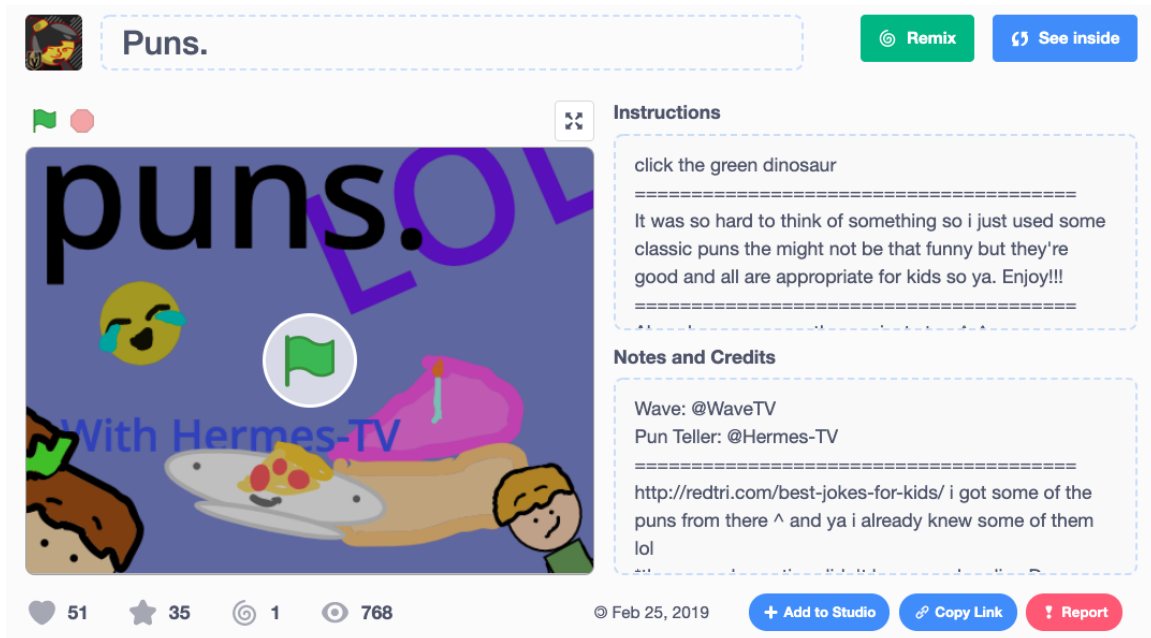 Puns.
Remix
See inside
puns.
LOL
With Hermes-TV
Instructions
click the green dinosaur
=======================================
It was so hard to think of something so i just used some
classic puns the might not be that funny but they're
good and all are appropriate for kids so ya. Enjoy!!!
=======================================
Notes and Credits
Wave: @WaveTV
Pun Teller: @Hermes-TV
=======================================
http://redtri.com/best-jokes-for-kids/ i got some of the
puns from there ^ and ya i already knew some of them
lol
51
35
1
768
© Feb 25, 2019
+ Add to Studio
Copy Link
Report